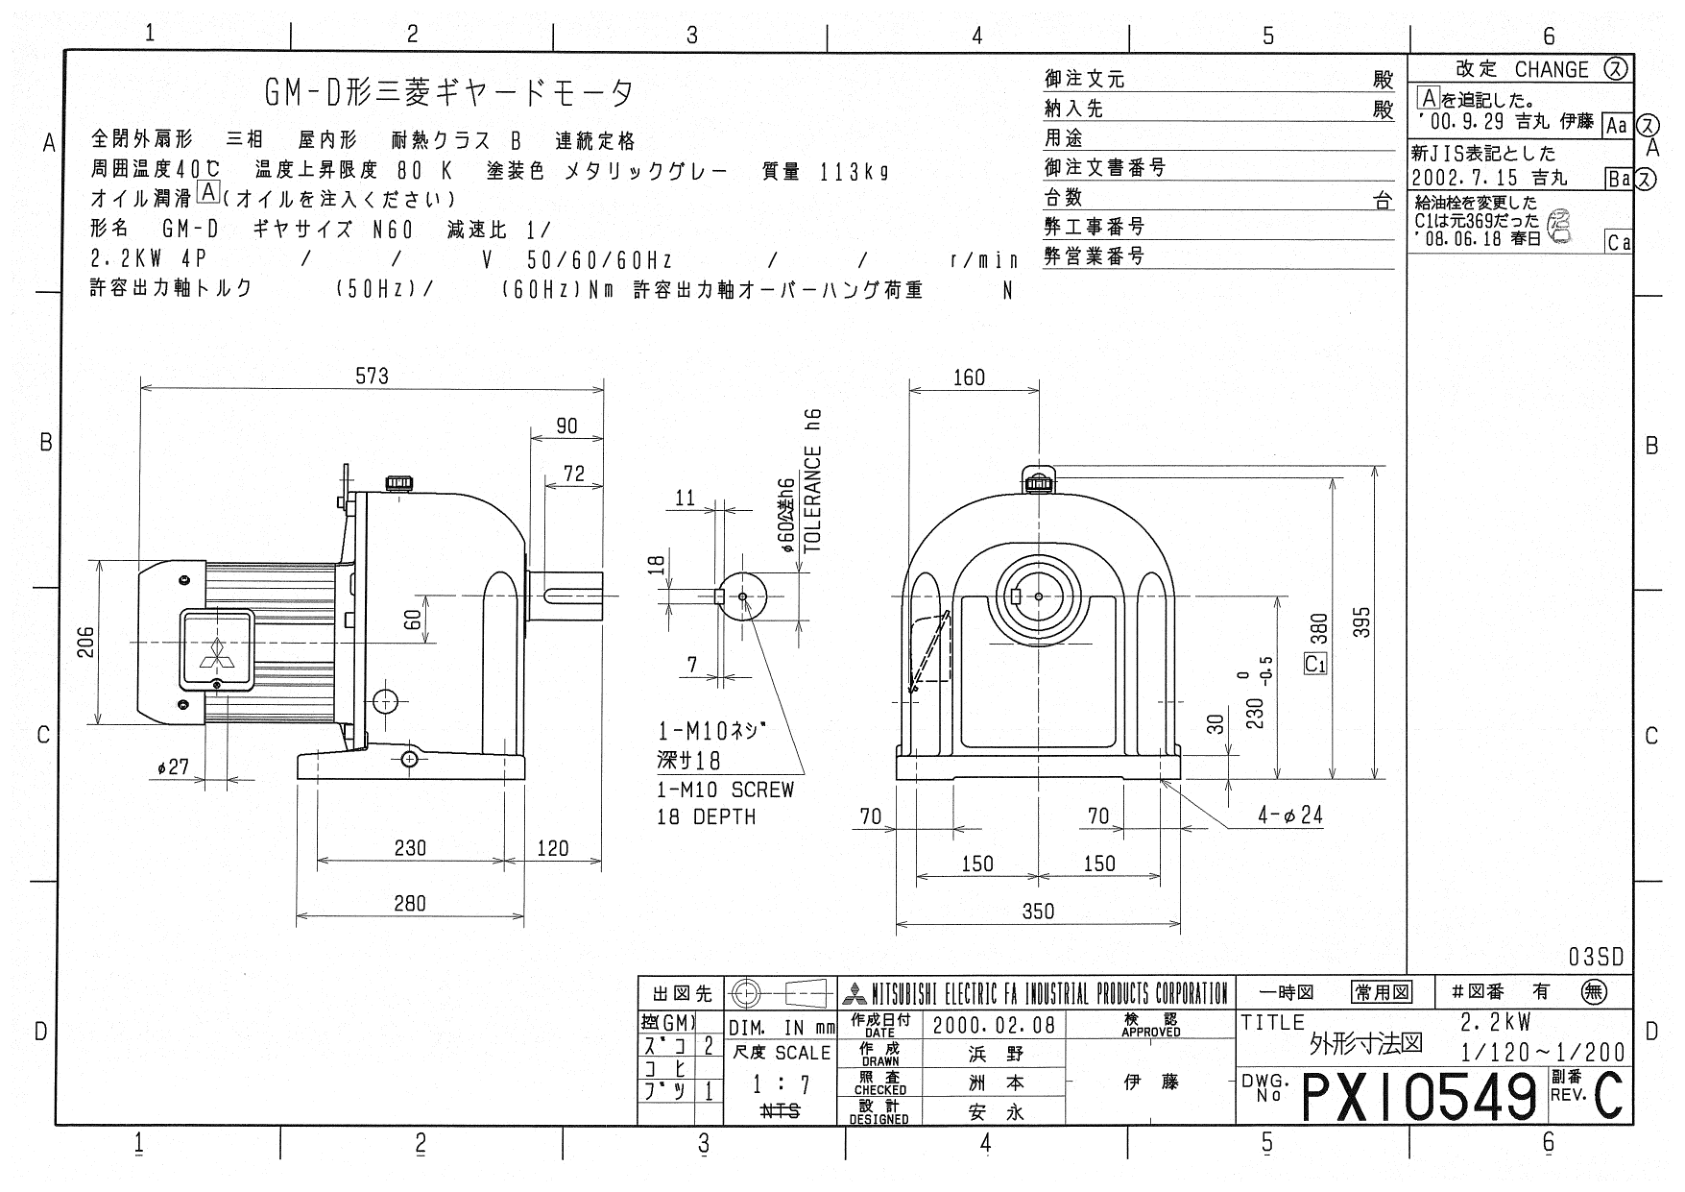 1 2 3 4 5 6
GM-D形三菱ギヤードモータ
全閉外扇形 三相 屋内形 耐熱クラス B 連続定格
周囲温度40℃ 温度上昇限度 80 K 塗装色 メタリックグレー 質量 113kg
オイル潤滑 A (オイルを注入ください)
形名 GM-D ギヤサイズ N60 減速比 1/
2.2KW 4P / / V 50/60/60Hz / / r/min
許容出力軸トルク (50Hz)/ (60Hz)Nm 許容出力軸オーバーハング荷重 N
御注文元 殿
納入先 殿
用途
御注文書番号
台数 台
弊工事番号
弊営業番号
改定 CHANGE ス
Aを追記した。
'00.9.29 吉丸 伊藤 Aa ス
新JIS表記とした
2002.7.15 吉丸 Ba ス
給油栓を変更した
C1は元369だった
'08.06.18 春日 Ca
A A
B B
C C
D D
573
90
72
206
60
φ27
230 120
280
11
18
7
φ60公差h6
TOLERANCE h6
1-M10ネジ
深サ18
1-M10 SCREW
18 DEPTH
160
395
380
C1
230 0 -0.5
30
70 70
4-φ24
150 150
350
03SD
出図先
控(GM)
ズコ 2
コヒ
ブツ 1
DIM. IN mm
尺度 SCALE
1 : 7
NTS
MITSUBISHI ELECTRIC FA INDUSTRIAL PRODUCTS CORPORATION
作成日付 DATE 2000.02.08
作成 DRAWN 浜野
照査 CHECKED 洲本
設計 DESIGNED 安永
検認 APPROVED
伊藤
一時図 常用図 #図番 有 無
TITLE 2.2kW
外形寸法図 1/120~1/200
DWG. No PX10549 副番 REV. C
1 2 3 4 5 6